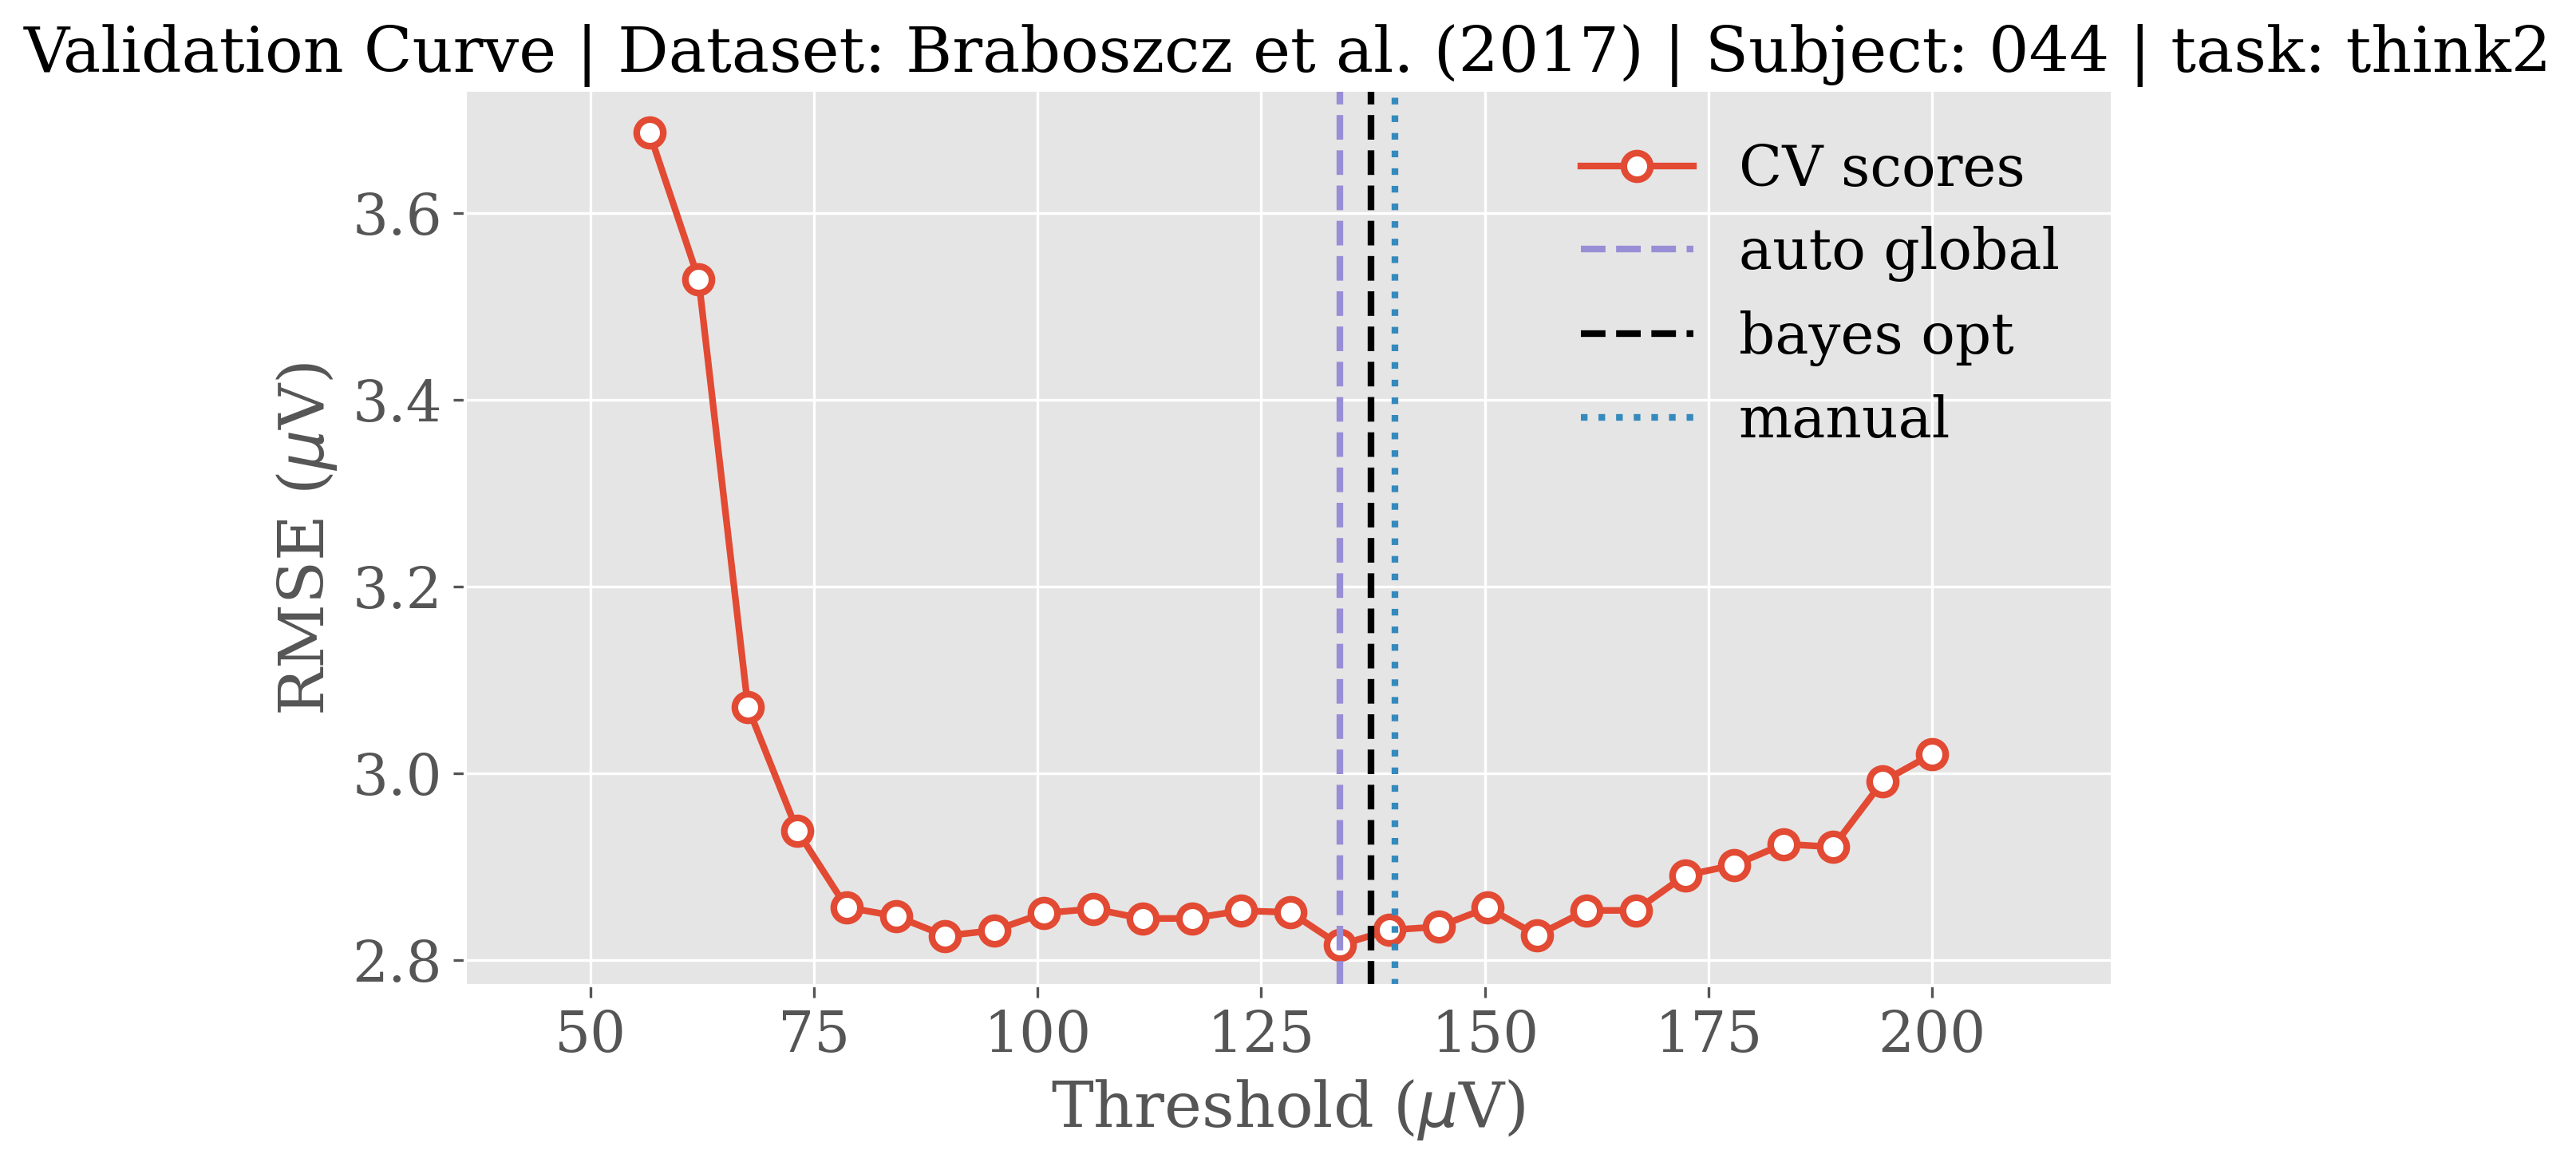 Validation Curve | Dataset: Braboszcz et al. (2017) | Subject: 044 | task: think2
CV scores
auto global
bayes opt
manual
RMSE (μV)
3.6
3.4
3.2
3.0
2.8
50 75 100 125 150 175 200
Threshold (μV)